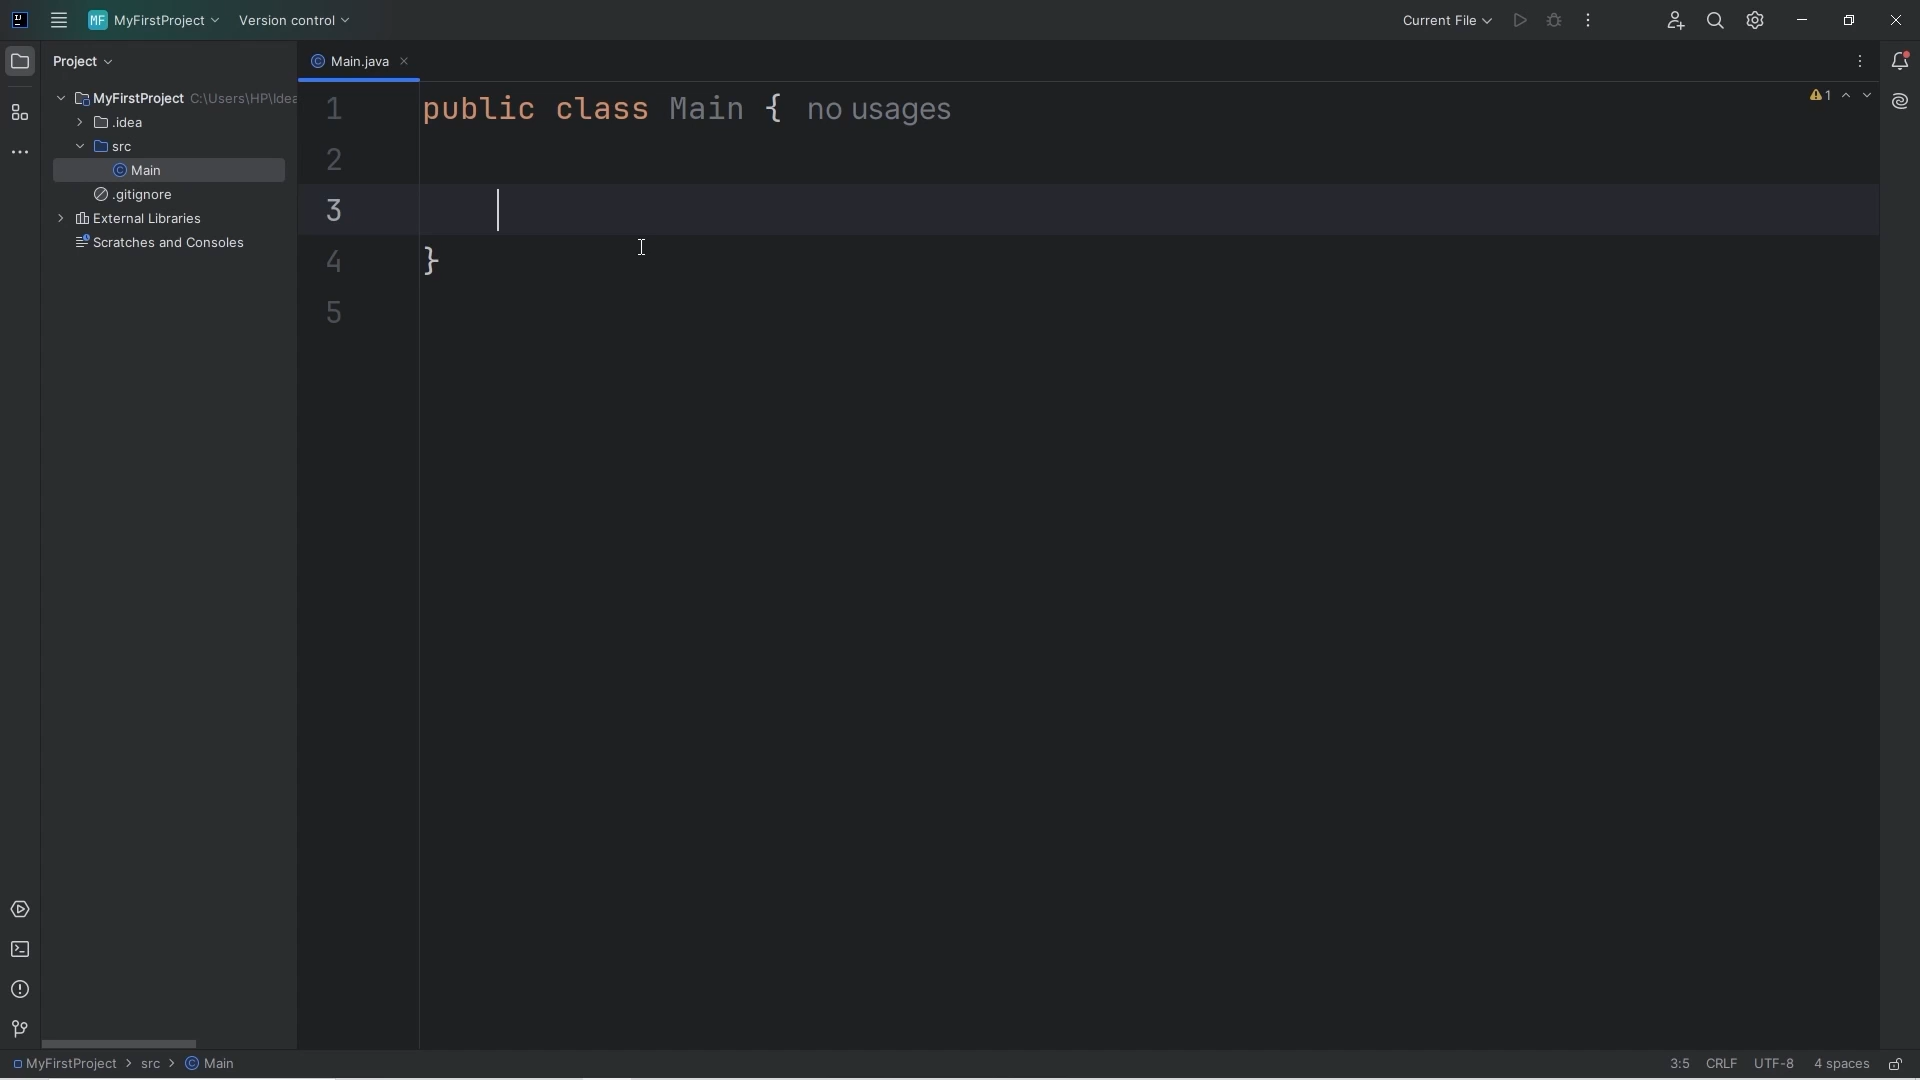 MF MyFirstProject Version control Current File
Project
Main.java
MyFirstProject C:\Users\HP\Idea
.idea
src
Main
.gitignore
External Libraries
Scratches and Consoles
1 public class Main { no usages
2
3
4 }
5
1
MyFirstProject > src > Main
3:5 CRLF UTF-8 4 spaces